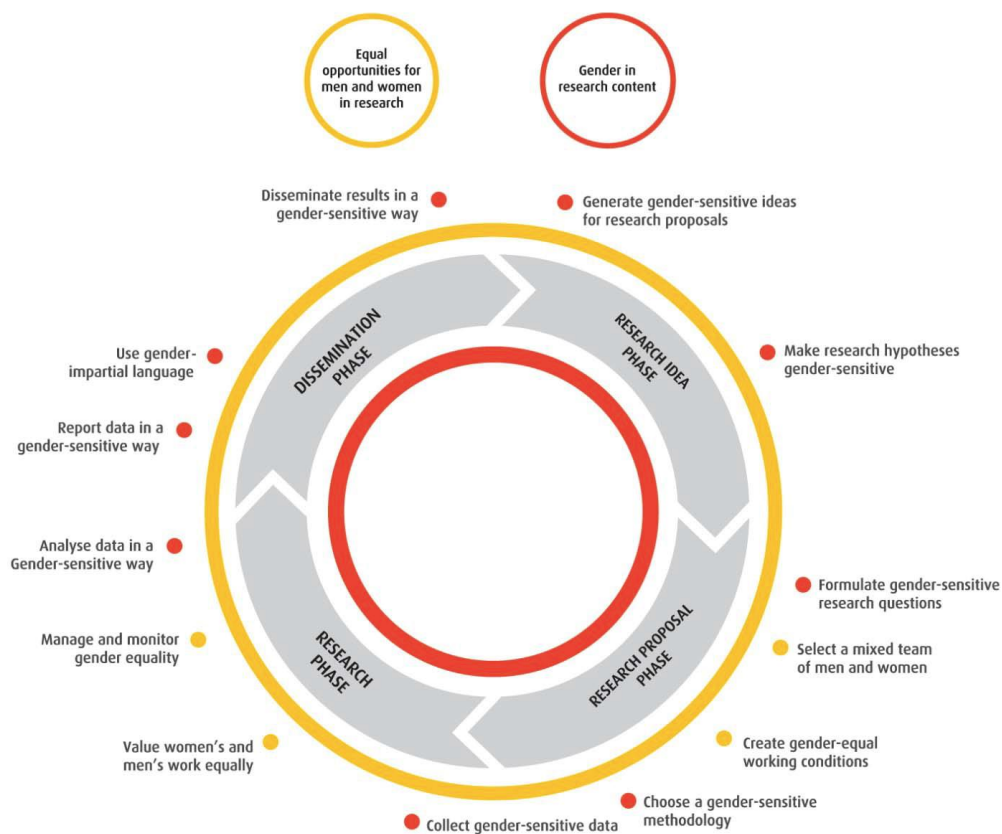 Equal
opportunities for
men and women
in research
Gender in
research content
Disseminate results in a
gender-sensitive way
Generate gender-sensitive ideas
for research proposals
DISSEMINATION
PHASE
RESEARCH IDEA
PHASE
Use gender-
impartial language
Make research hypotheses
gender-sensitive
Report data in a
gender-sensitive way
Analyse data in a
Gender-sensitive way
Formulate gender-sensitive
research questions
Manage and monitor
gender equality
Select a mixed team
of men and women
RESEARCH
PHASE
RESEARCH PROPOSAL
PHASE
Value women's and
men's work equally
Create gender-equal
working conditions
Choose a gender-sensitive
methodology
Collect gender-sensitive data